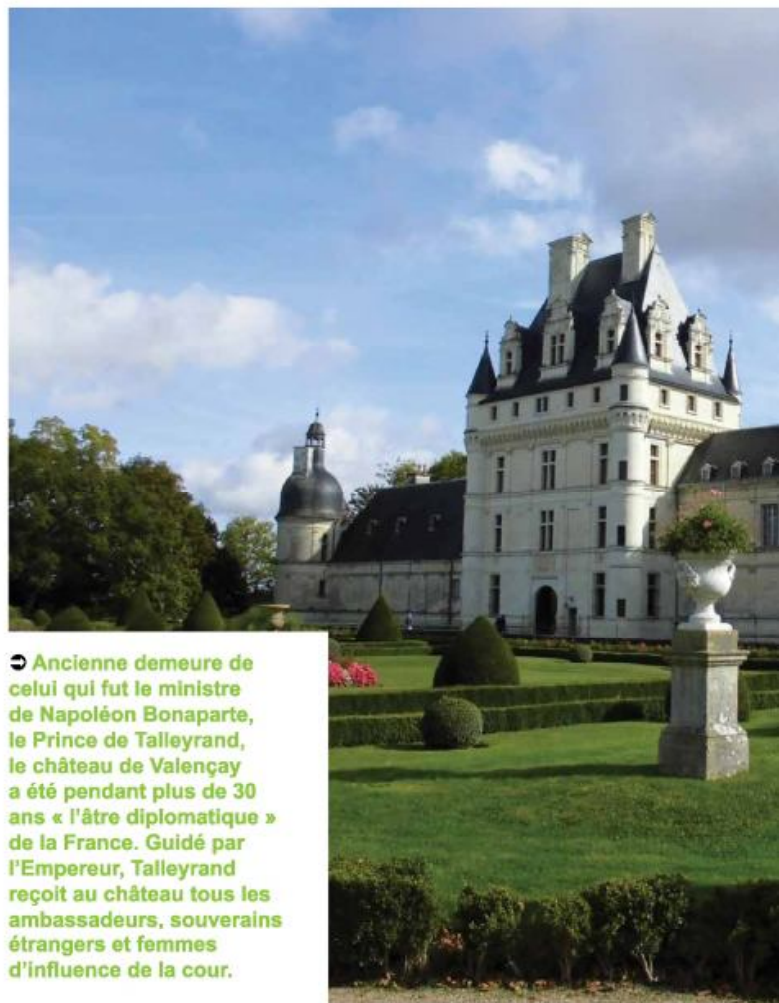 ➲ Ancienne demeure de
celui qui fut le ministre
de Napoléon Bonaparte,
le Prince de Talleyrand,
le château de Valençay
a été pendant plus de 30
ans « l'âtre diplomatique »
de la France. Guidé par
l'Empereur, Talleyrand
reçoit au château tous les
ambassadeurs, souverains
étrangers et femmes
d'influence de la cour.